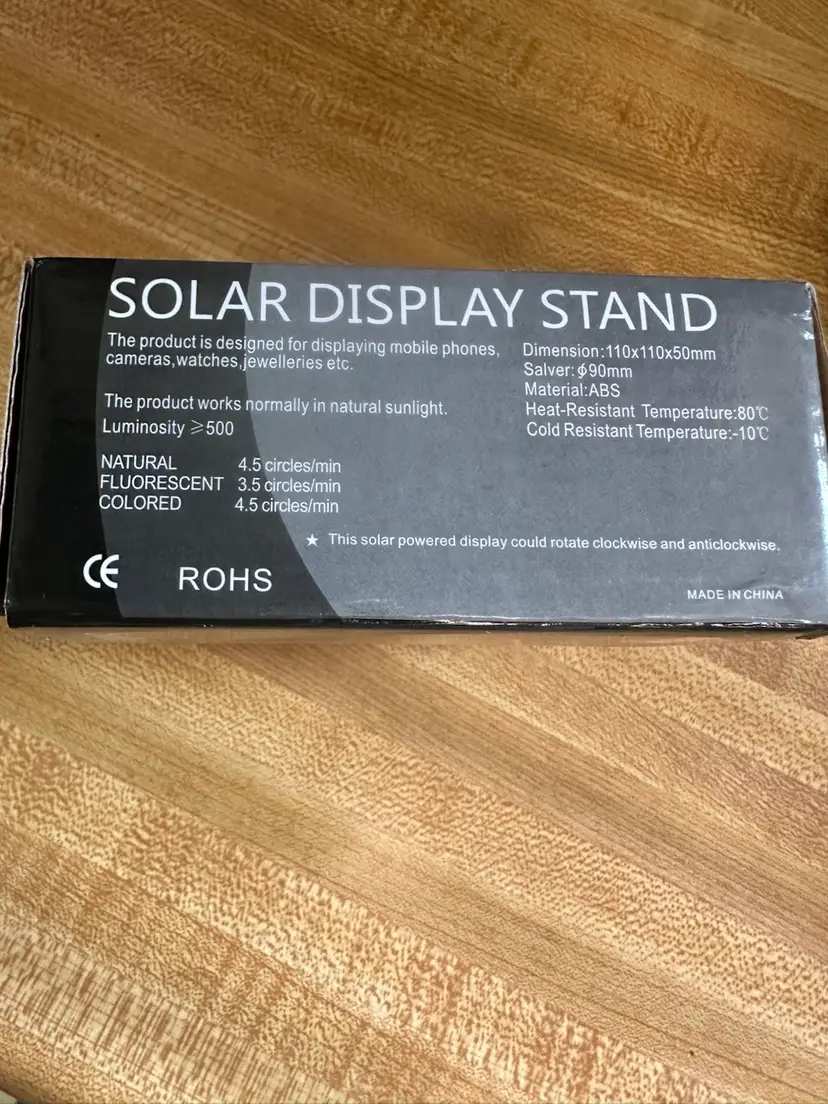 SOLAR DISPLAY STAND
The product is designed for displaying mobile phones,
cameras,watches,jewelleries etc.
The product works normally in natural sunlight.
Luminosity ≥500
NATURAL 4.5 circles/min
FLUORESCENT 3.5 circles/min
COLORED 4.5 circles/min
Dimension:110x110x50mm
Salver:ϕ90mm
Material:ABS
Heat-Resistant Temperature:80℃
Cold Resistant Temperature:-10℃
★ This solar powered display could rotate clockwise and anticlockwise.
CE ROHS
MADE IN CHINA